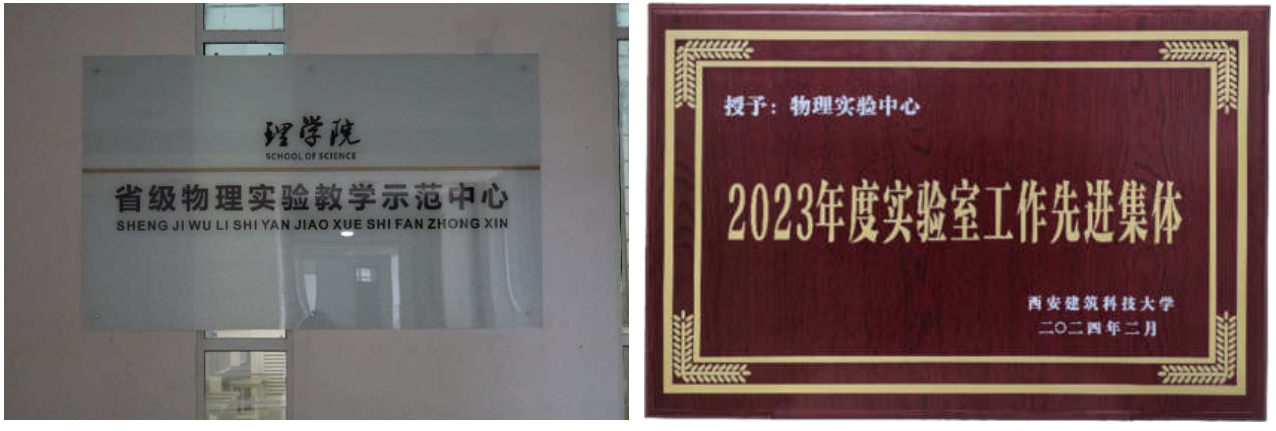 理学院
SCHOOL OF SCIENCE
省级物理实验教学示范中心
SHENG JI WU LI SHI YAN JIAO XUE SHI FAN ZHONG XIN
授予：物理实验中心
2023年度实验室工作先进集体
西安建筑科技大学
二〇二四年二月